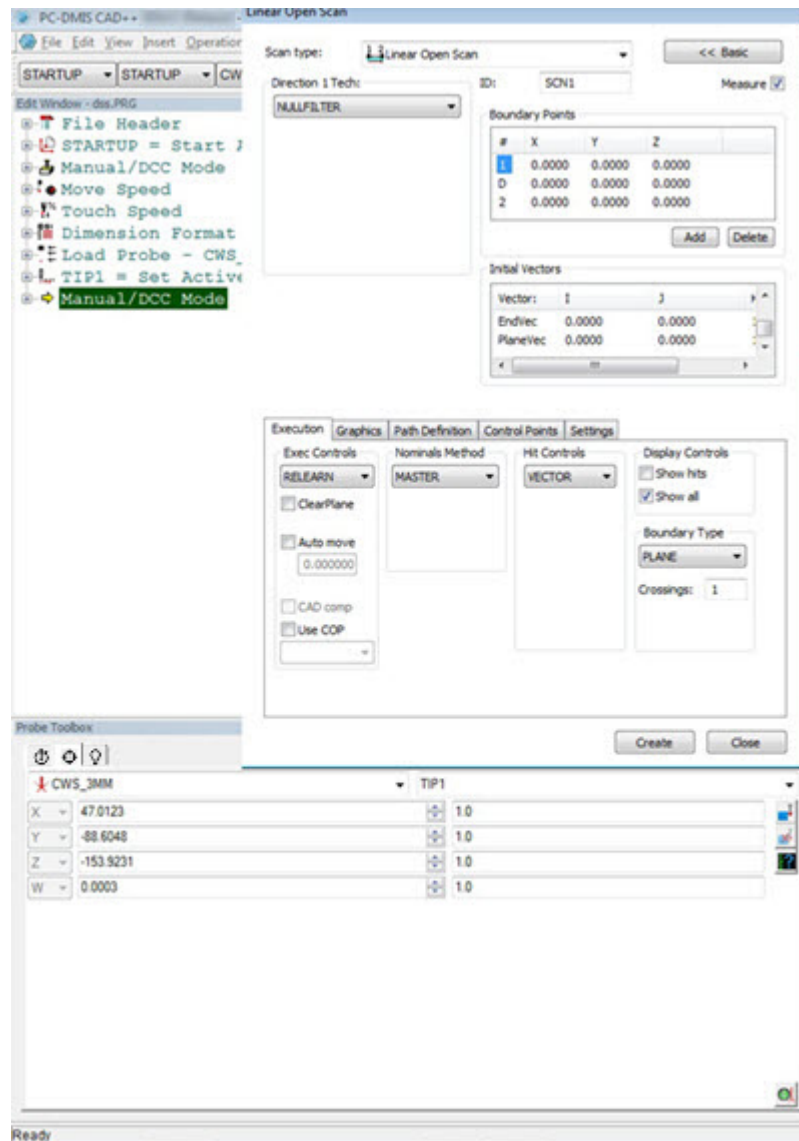 PC-DMIS CAD++
Linear Open Scan
File Edit View Insert Operation
STARTUP STARTUP CW
Edit Window - dss.PRG
File Header
STARTUP = Start
Manual/DCC Mode
Move Speed
Touch Speed
Dimension Format
Load Probe - CWS_
TIP1 = Set Active
Manual/DCC Mode
Scan type: Linear Open Scan << Basic
Direction 1 Tech: ID: SCN1 Measure
NULLFILTER
Boundary Points
# X Y Z
1 0.0000 0.0000 0.0000
D 0.0000 0.0000 0.0000
2 0.0000 0.0000 0.0000
Add Delete
Initial Vectors
Vector: I J
EndVec 0.0000 0.0000
PlaneVec 0.0000 0.0000
Execution Graphics Path Definition Control Points Settings
Exec Controls Nominals Method Hit Controls Display Controls
RELEARN MASTER VECTOR Show hits
ClearPlane Show all
Auto move Boundary Type
0.000000 PLANE
CAD comp Crossings: 1
Use COP
Create Close
Probe Toolbox
CWS_3MM TIP1
X 47.0123 1.0
Y -88.6048 1.0
Z -153.9231 1.0
W 0.0003 1.0
Ready